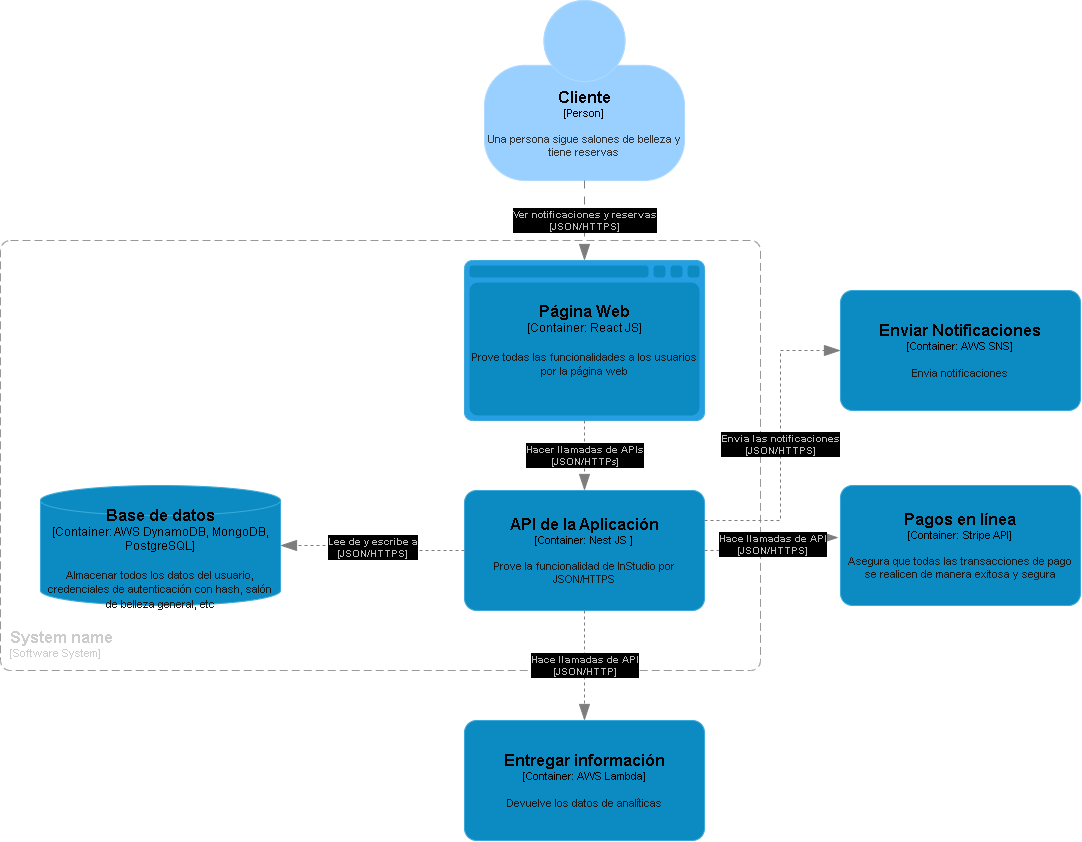 Cliente
[Person]
Una persona sigue salones de belleza y
tiene reservas
Ver notificaciones y reservas
[JSON/HTTPS]
Página Web
[Container: React JS]
Prove todas las funcionalidades a los usuarios
por la página web
Enviar Notificaciones
[Container: AWS SNS]
Envia notificaciones
Hacer llamadas de APIs
[JSON/HTTPs]
Envia las notificaciones
[JSON/HTTPS]
Base de datos
[Container: AWS DynamoDB, MongoDB,
PostgreSQL ]
Almacenar todos los datos del usuario,
credenciales de autenticación con hash, salón
de belleza general, etc
Lee de y escribe a
[JSON/HTTPS]
API de la Aplicación
[Container: Nest JS ]
Prove la funcionalidad de InStudio por
JSON/HTTPS
Hace llamadas de API
[JSON/HTTPS]
Pagos en línea
[Container: Stripe API]
Asegura que todas las transacciones de pago
se realicen de manera exitosa y segura
System name
[Software System]
Hace llamadas de API
[JSON/HTTP]
Entregar información
[Container: AWS Lambda]
Devuelve los datos de analíticas